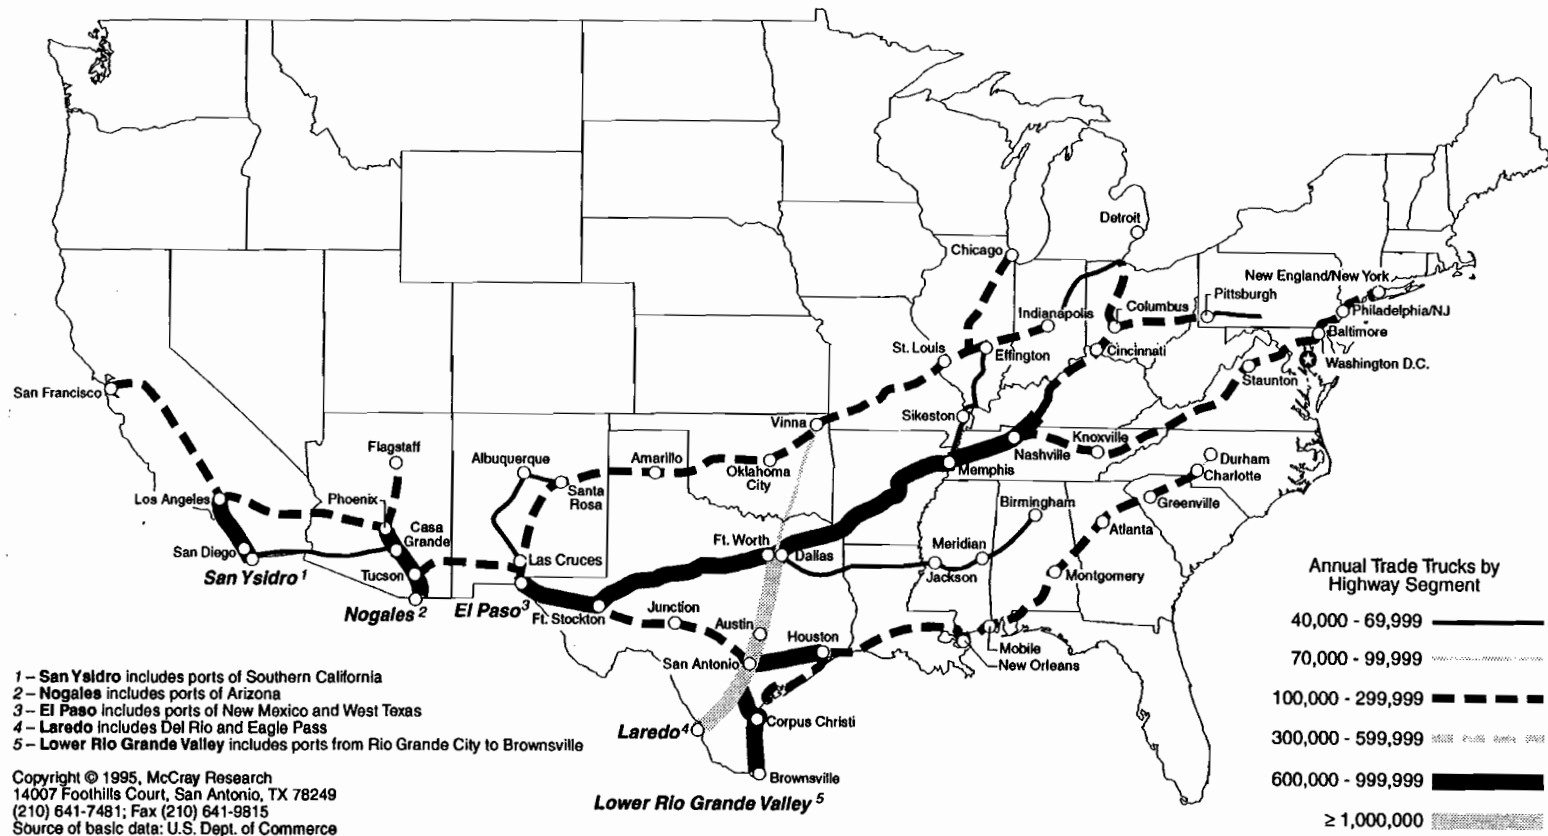 Detroit
Chicago
New England/New York
Pittsburgh
Columbus
Indianapolis
Philadelphia/NJ
Baltimore
St. Louis
Effington
Cincinnati
Washington D.C.
Staunton
San Francisco
Sikeston
Vinna
Knoxville
Nashville
Flagstaff
Albuquerque
Amarillo
Oklahoma
City
Memphis
Durham
Charlotte
Santa
Rosa
Los Angeles
Phoenix
Birmingham
Greenville
Casa
Grande
Atlanta
San Diego
Ft. Worth
Dallas
Meridian
Las Cruces
San Ysidro 1
Tucson
Jackson
Montgomery
Nogales 2
El Paso 3
Ft. Stockton
Junction
Austin
Houston
Mobile
New Orleans
San Antonio
Corpus Christi
Laredo 4
Brownsville
Lower Rio Grande Valley 5
Annual Trade Trucks by
Highway Segment
40,000 - 69,999
70,000 - 99,999
100,000 - 299,999
300,000 - 599,999
600,000 - 999,999
≥ 1,000,000
1 – San Ysidro includes ports of Southern California
2 – Nogales includes ports of Arizona
3 – El Paso includes ports of New Mexico and West Texas
4 – Laredo includes Del Rio and Eagle Pass
5 – Lower Rio Grande Valley includes ports from Rio Grande City to Brownsville
Copyright © 1995, McCray Research
14007 Foothills Court, San Antonio, TX 78249
(210) 641-7481; Fax (210) 641-9815
Source of basic data: U.S. Dept. of Commerce